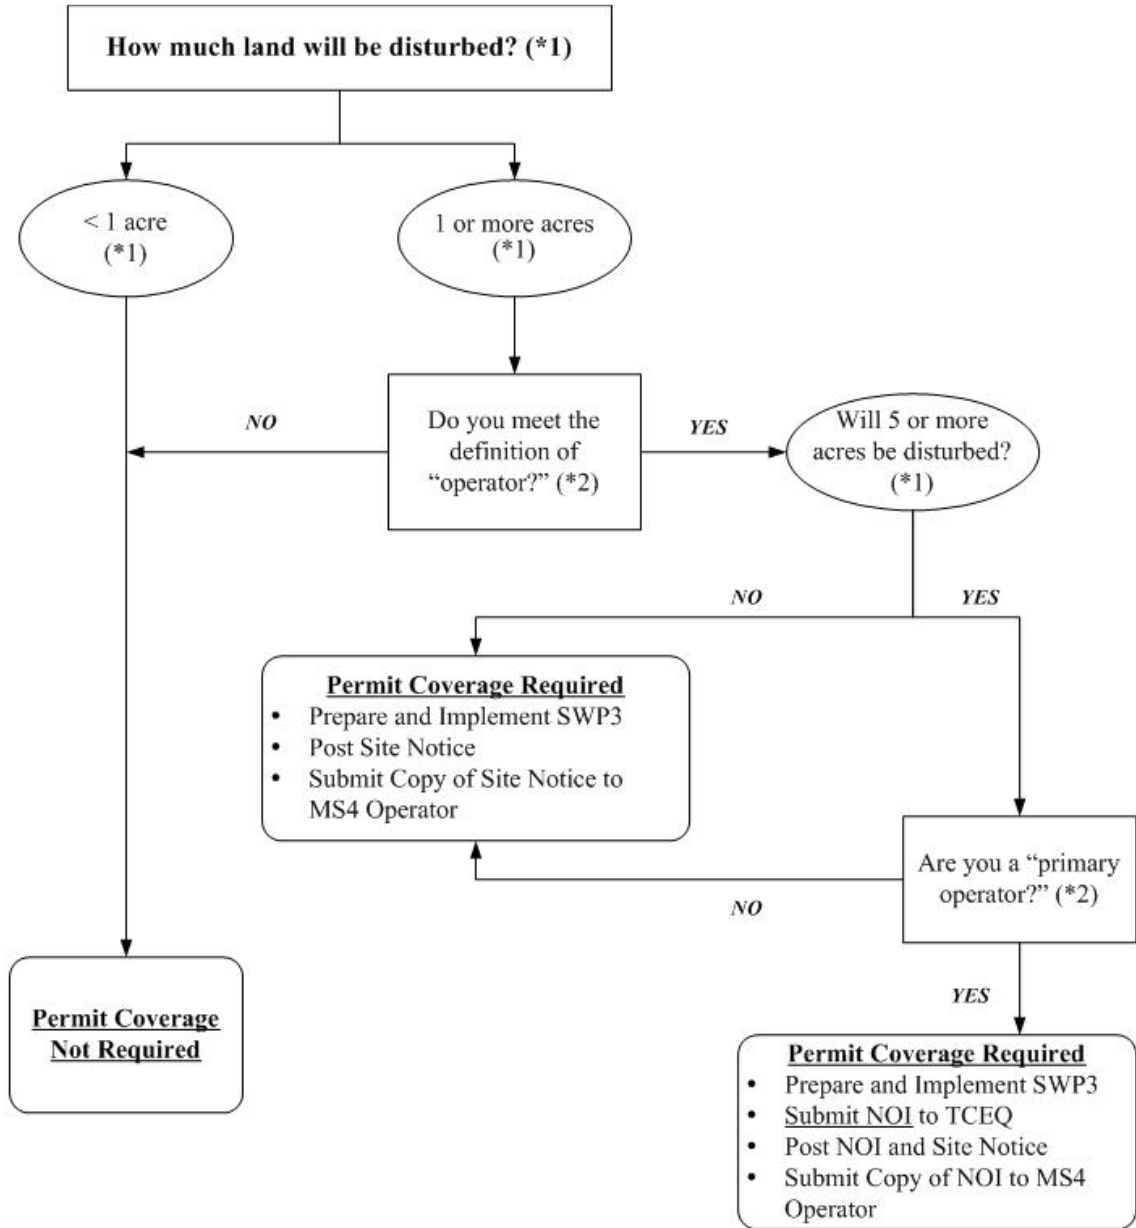 How much land will be disturbed? (*1)
< 1 acre
(*1)
1 or more acres
(*1)
Do you meet the
definition of
“operator?” (*2)
NO
YES
Will 5 or more
acres be disturbed?
(*1)
NO
YES
Permit Coverage Required
• Prepare and Implement SWP3
• Post Site Notice
• Submit Copy of Site Notice to
MS4 Operator
Are you a “primary
operator?” (*2)
NO
YES
Permit Coverage
Not Required
Permit Coverage Required
• Prepare and Implement SWP3
• Submit NOI to TCEQ
• Post NOI and Site Notice
• Submit Copy of NOI to MS4
Operator